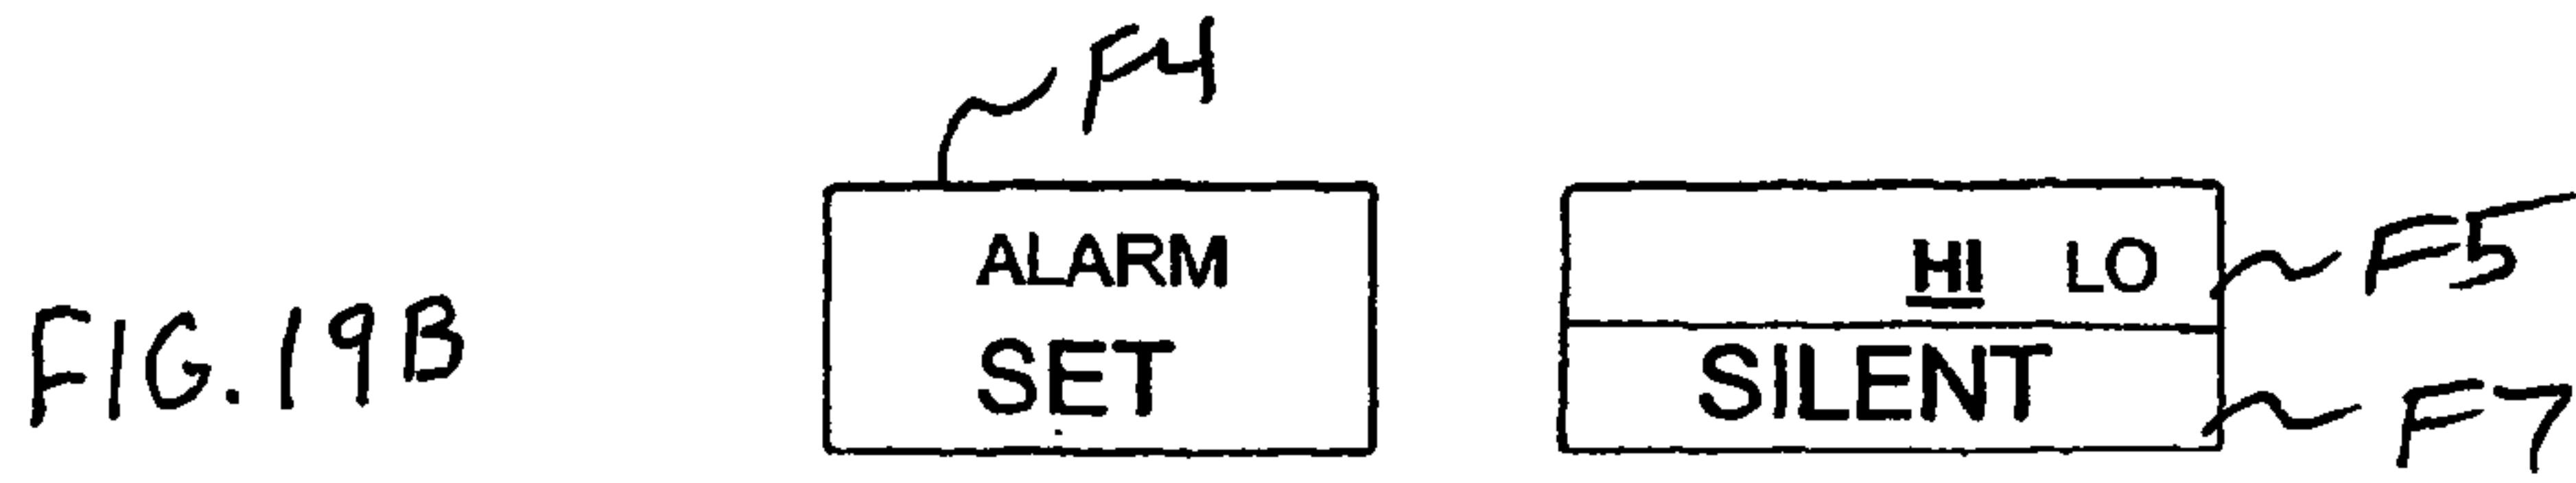 F4
ALARM
HI LO
F5
FIG. 19B
SET
SILENT
F7